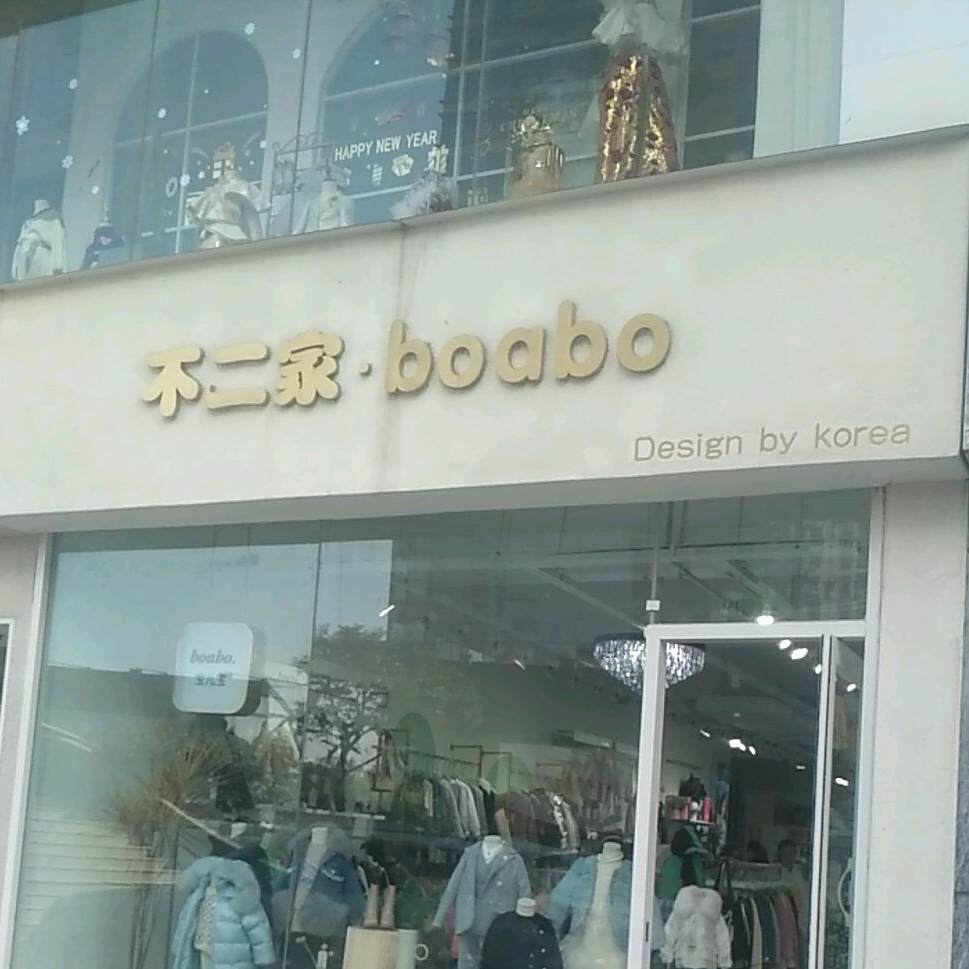 HAPPY NEW YEAR
不二家·boabo
Design by korea
boabo.